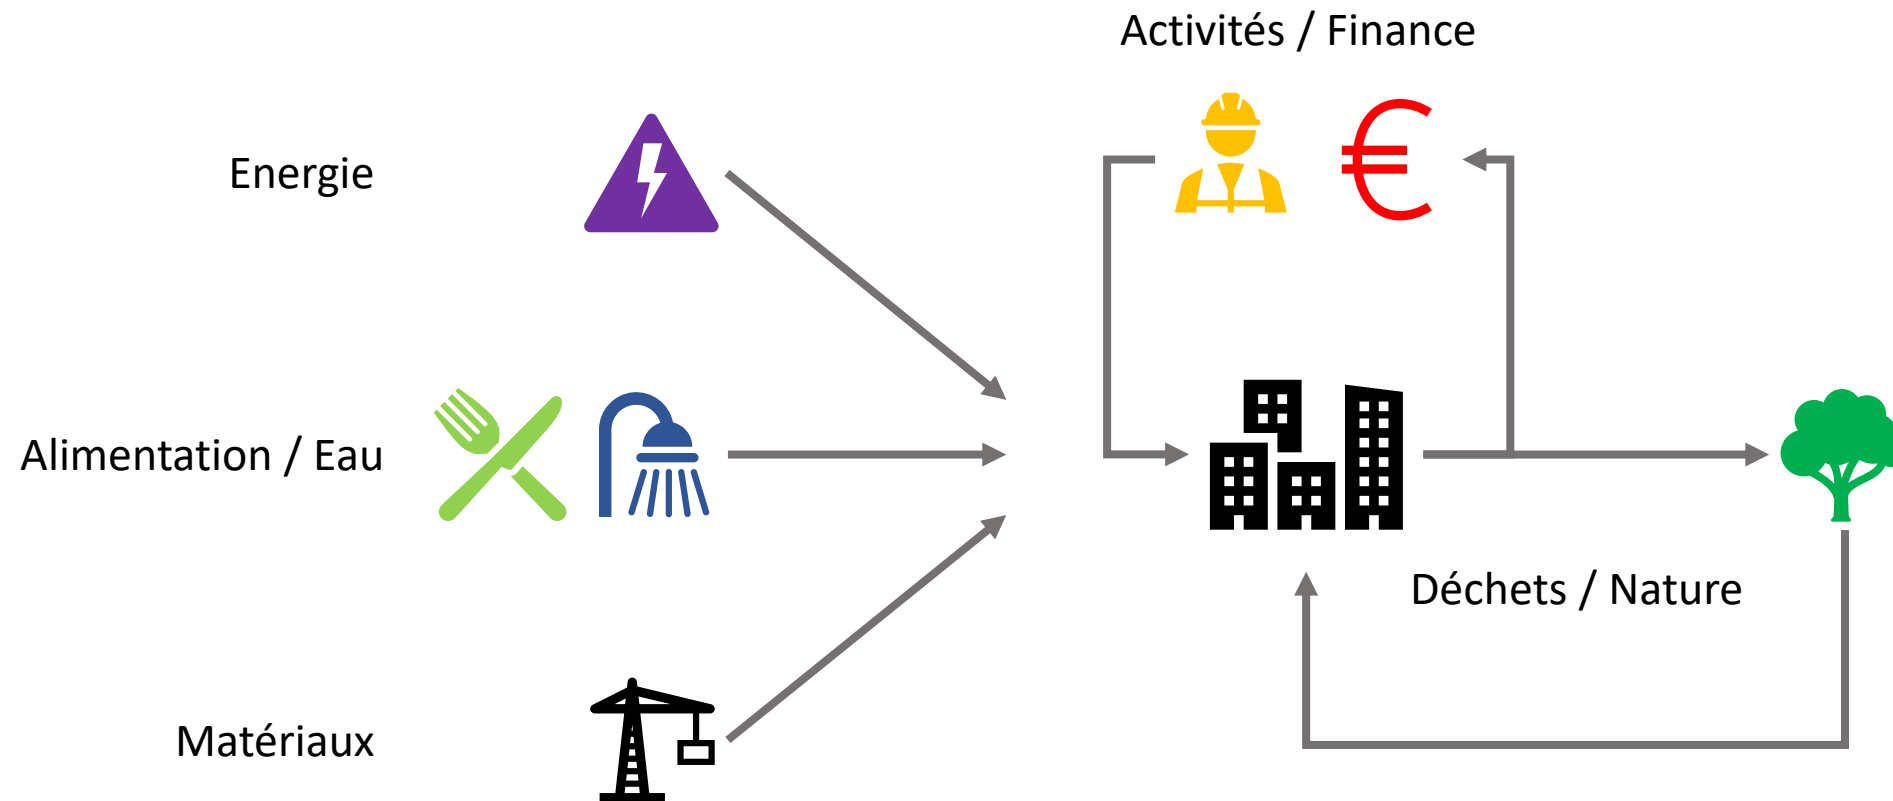 Activités / Finance
Energie
Alimentation / Eau
Déchets / Nature
Matériaux